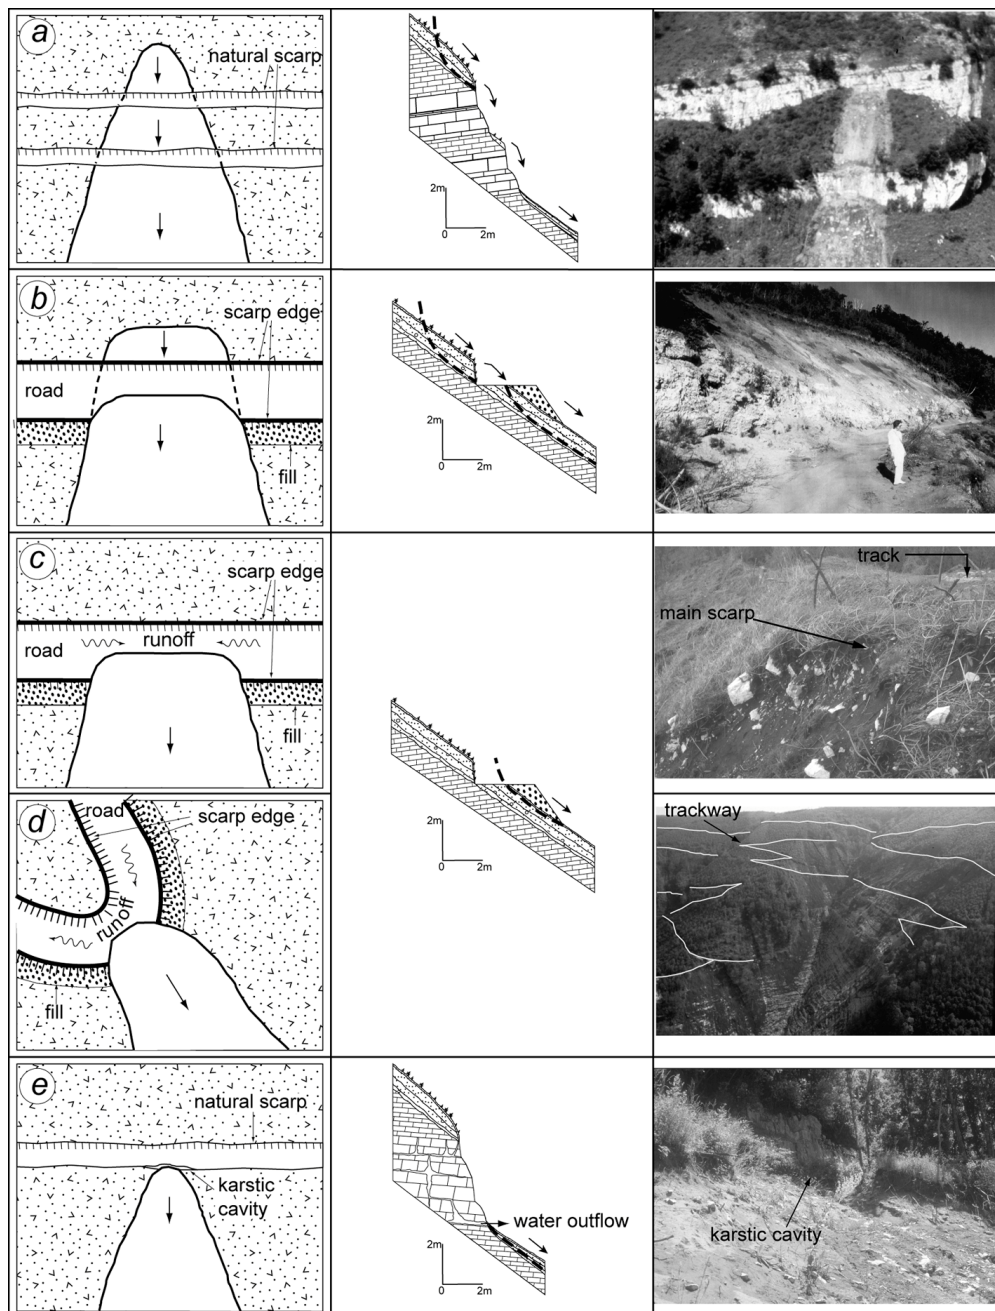 a
natural scarp
2m
0
2m
b
scarp edge
road
fill
2m
0
2m
c
scarp edge
runoff
road
fill
track
main scarp
2m
0
2m
d
road
scarp edge
runoff
fill
trackway
e
natural scarp
karstic
cavity
water outflow
2m
0
2m
karstic cavity